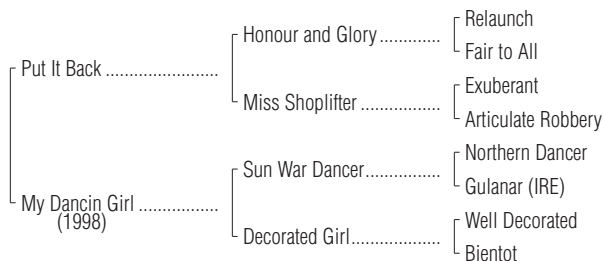 Relaunch
Honour and Glory .............
Fair to All
Put It Back ........................
Exuberant
Miss Shoplifter .................
Articulate Robbery
Northern Dancer
Sun War Dancer................
Gulanar (IRE)
My Dancin Girl .................
(1998)
Well Decorated
Decorated Girl...................
Bientot